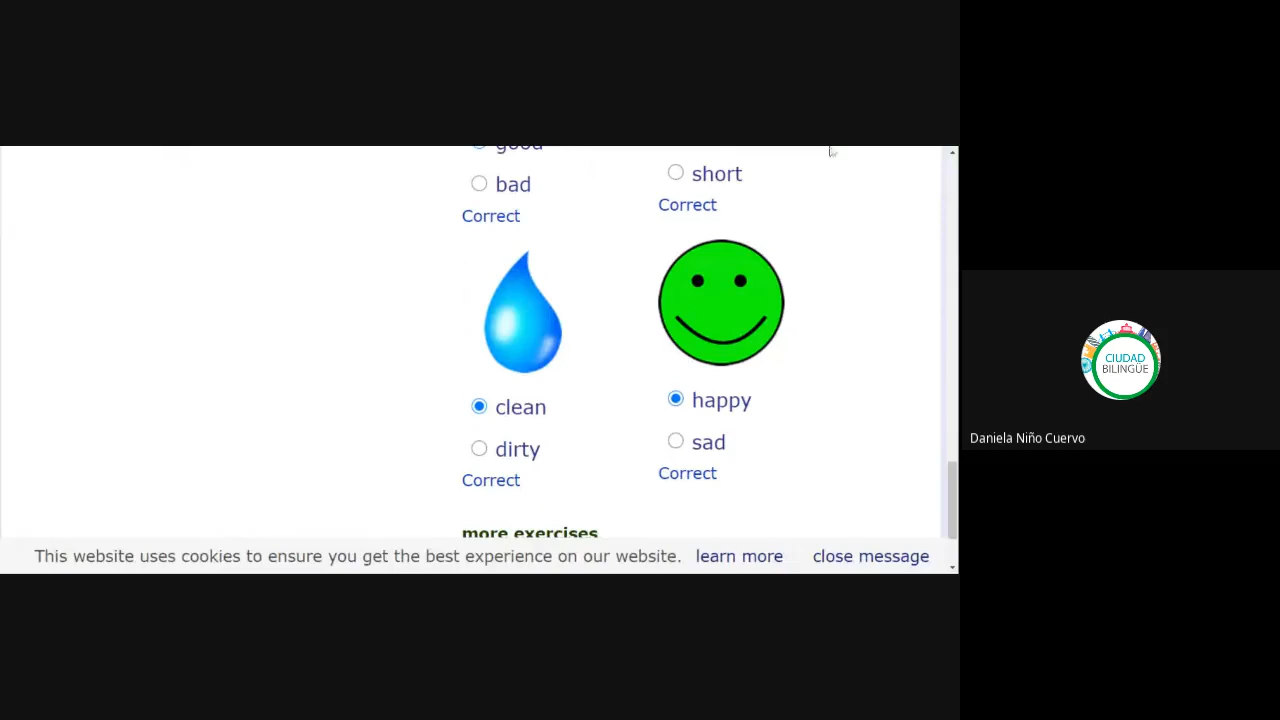 good
bad
Correct
short
Correct
clean
dirty
Correct
happy
sad
Correct
more exercises
This website uses cookies to ensure you get the best experience on our website. learn more close message
CIUDAD
BILINGÜE
Daniela Niño Cuervo